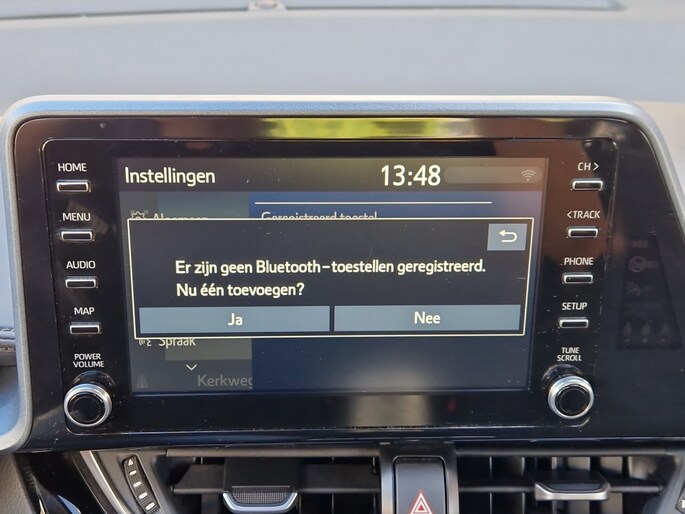 HOME
MENU
AUDIO
MAP
POWER
VOLUME
Instellingen
13:48
Algemeen
Geregistreerd toestel
Er zijn geen Bluetooth-toestellen geregistreerd.
Nu één toevoegen?
Ja
Nee
Spraak
Kerkweg
CH >
< TRACK
PHONE
SETUP
TUNE
SCROLL